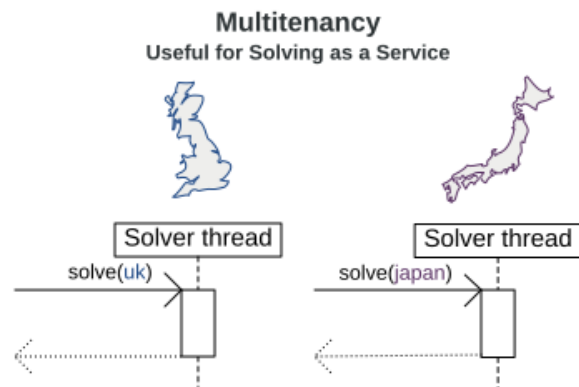 Multitenancy
Useful for Solving as a Service
Solver thread
solve(uk)
Solver thread
solve(japan)